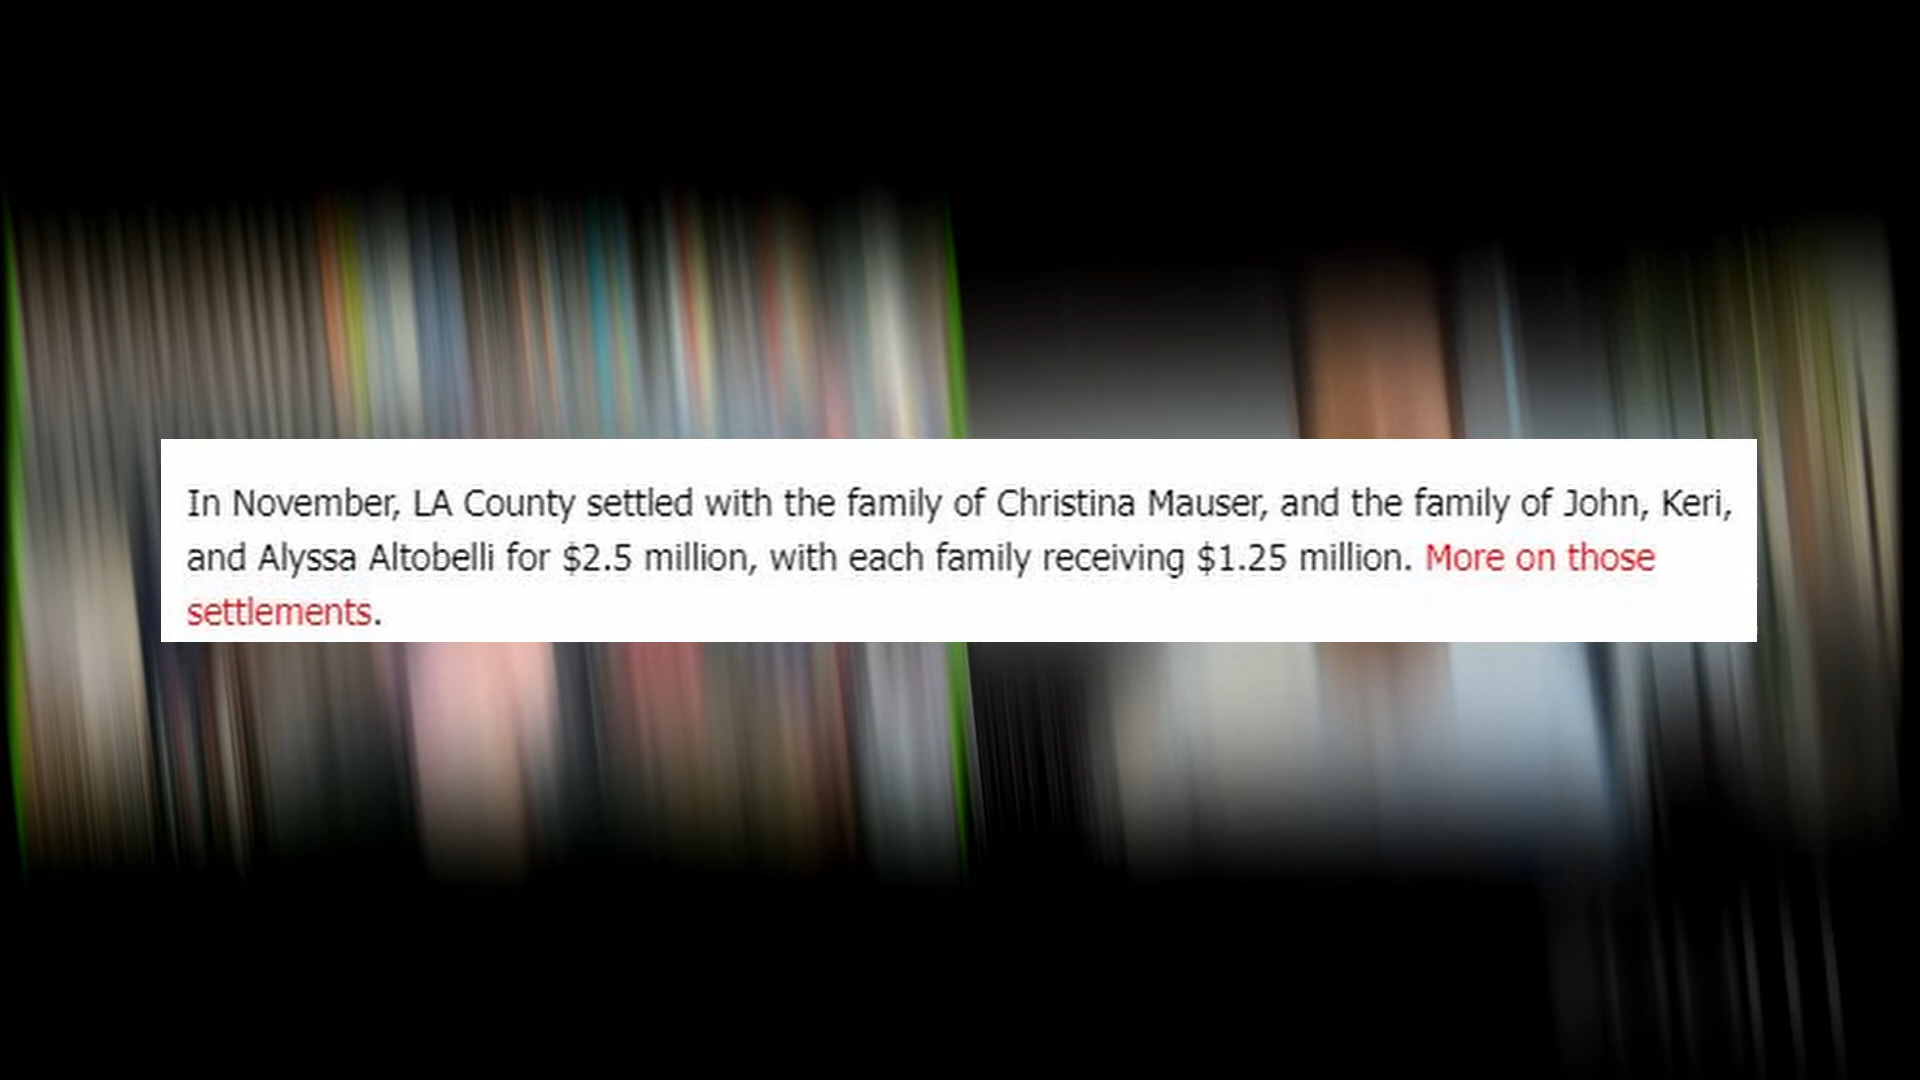 In November, LA County settled with the family of Christina Mauser, and the family of John, Keri,
and Alyssa Altobelli for $2.5 million, with each family receiving $1.25 million. More on those
settlements.